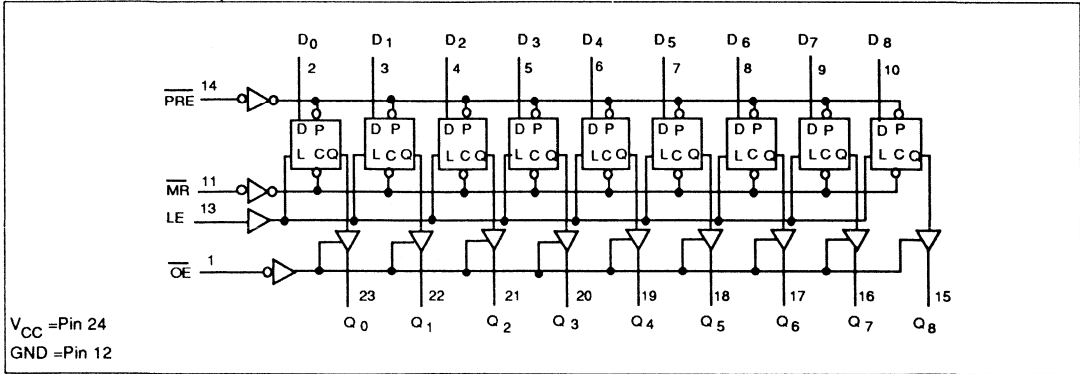 D0 D1 D2 D3 D4 D5 D6 D7 D8
2 3 4 5 6 7 8 9 10
PRE 14
D P D P D P D P D P D P D P D P D P
L C Q L C Q L C Q L C Q L C Q L C Q L C Q L C Q L C Q
MR 11
LE 13
OE 1
23 22 21 20 19 18 17 16 15
Q0 Q1 Q2 Q3 Q4 Q5 Q6 Q7 Q8
VCC =Pin 24
GND =Pin 12